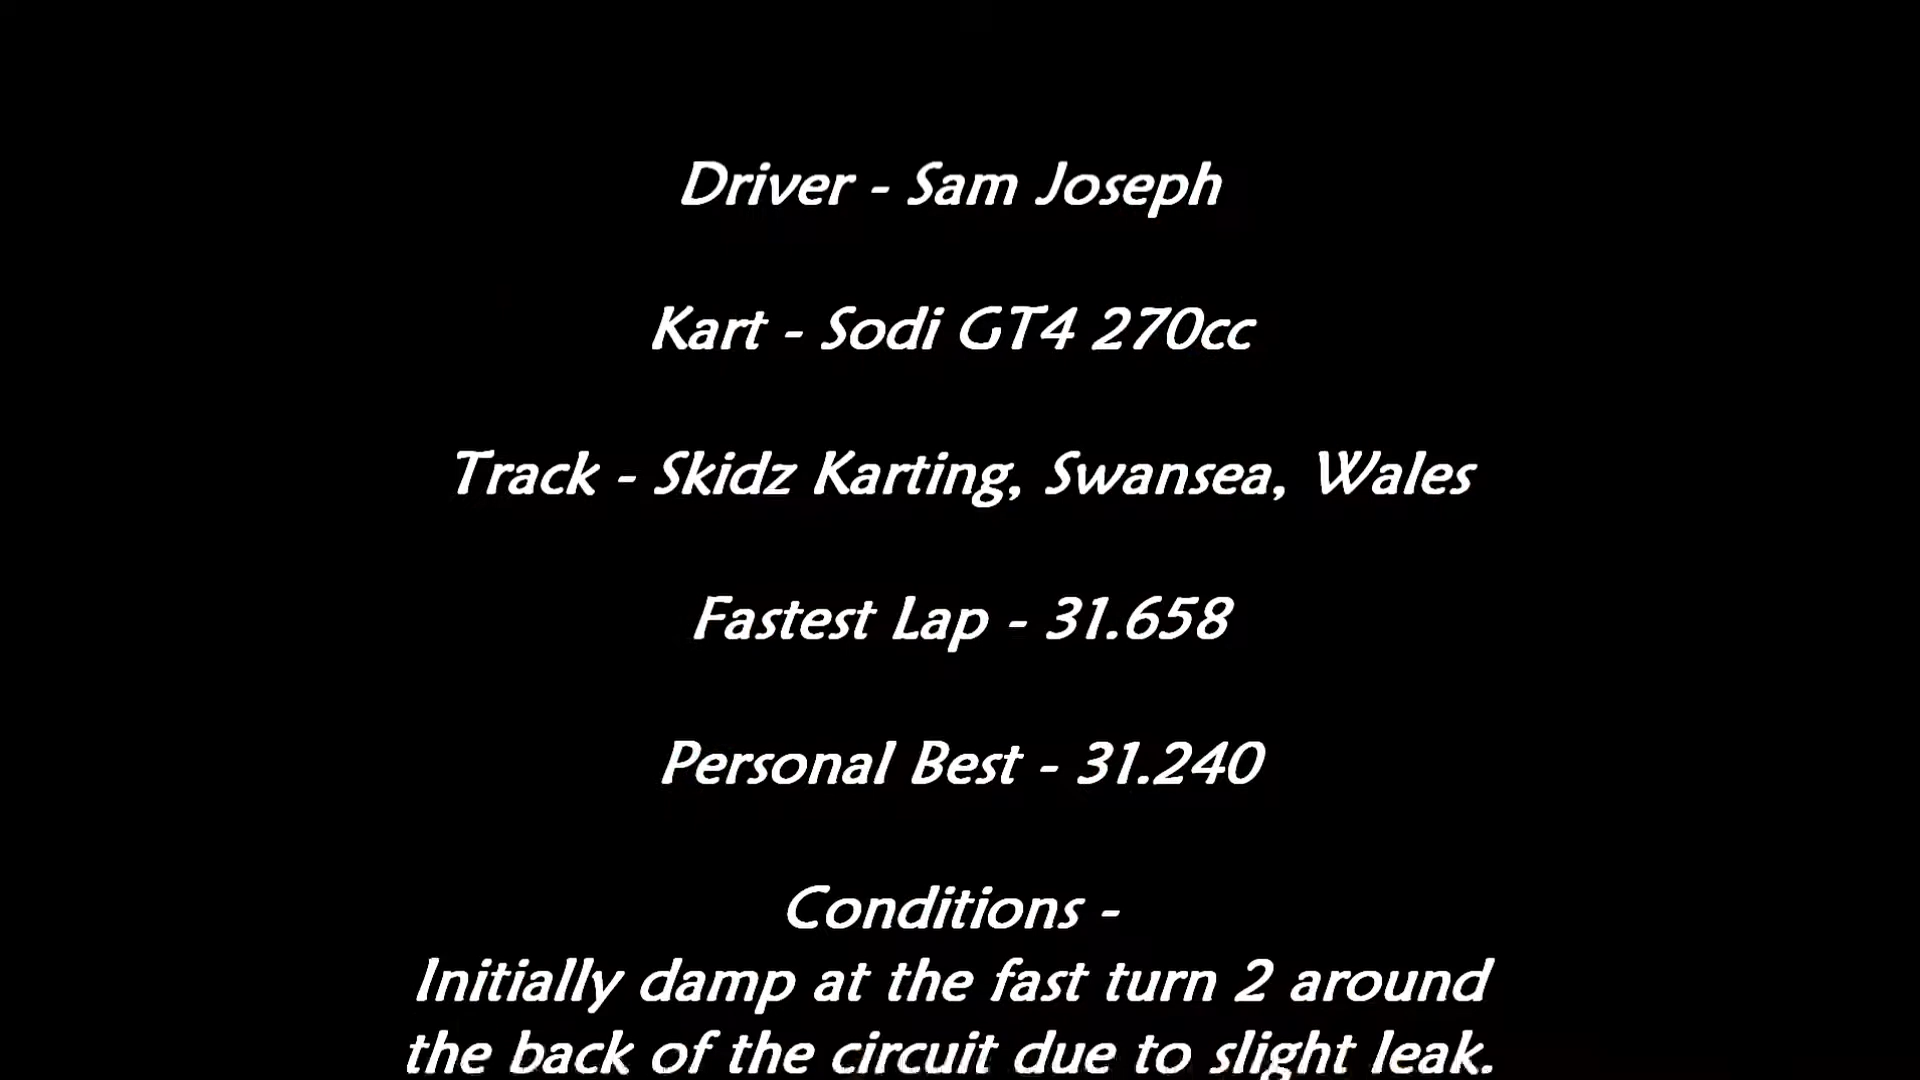 Driver - Sam Joseph
Kart - Sodi GT4 270cc
Track - Skidz Karting, Swansea, Wales
Fastest Lap - 31.658
Personal Best - 31.240
Conditions -
Initially damp at the fast turn 2 around
the back of the circuit due to slight leak.